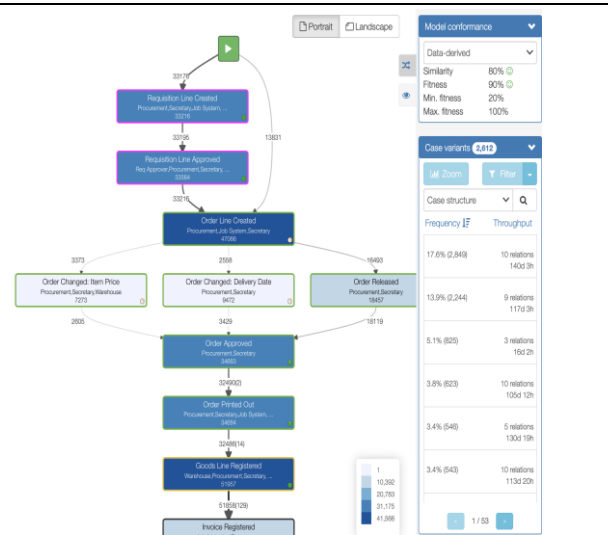 Portrait
Landscape
33176
Requisition Line Created
Procurement,Secretary,Job System, ...
33216
33195
13831
Requisition Line Approved
Req Approver,Procurement,Secretary, ...
33216
Order Line Created
Procurement,Job System,Secretary
3373
2558
16493
Order Changed: Item Price
Procurement,Secretary,Warehouse
7273
Order Changed: Delivery Date
Procurement,Secretary
9472
Order Released
Procurement,Secretary
18457
2605
3429
18119
Order Approved
Procurement,Secretary
32490(2)
Order Printed Out
Procurement,Secretary,Job System, ...
34684
32488(14)
Goods Line Registered
Warehouse,Procurement,Secretary, ...
51957
51858(129)
Invoice Registered
1
10,392
20,783
31,175
41,566
Model conformance
Data-derived
Similarity 80%
Fitness 90%
Min. fitness 20%
Max. fitness 100%
Case variants 2,612
Zoom
Filter
Case structure
Frequency Throughput
17.6% (2,849) 10 relations
140d 3h
13.9% (2,244) 9 relations
117d 3h
5.1% (825) 3 relations
16d 2h
3.8% (623) 10 relations
105d 12h
3.4% (546) 5 relations
130d 19h
3.4% (543) 10 relations
113d 20h
1 / 53